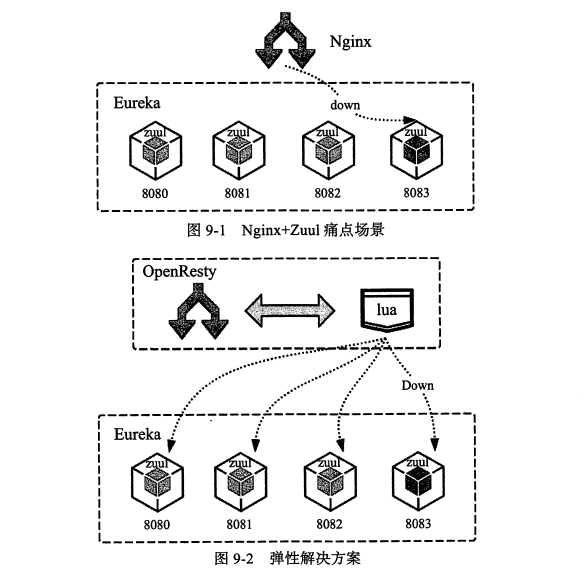 Nginx
Eureka
down
zuul zuul zuul zuul
8080 8081 8082 8083
图 9-1 Nginx+Zuul 痛点场景
OpenResty
lua
Down
Eureka
zuul zuul zuul zuul
8080 8081 8082 8083
图 9-2 弹性解决方案